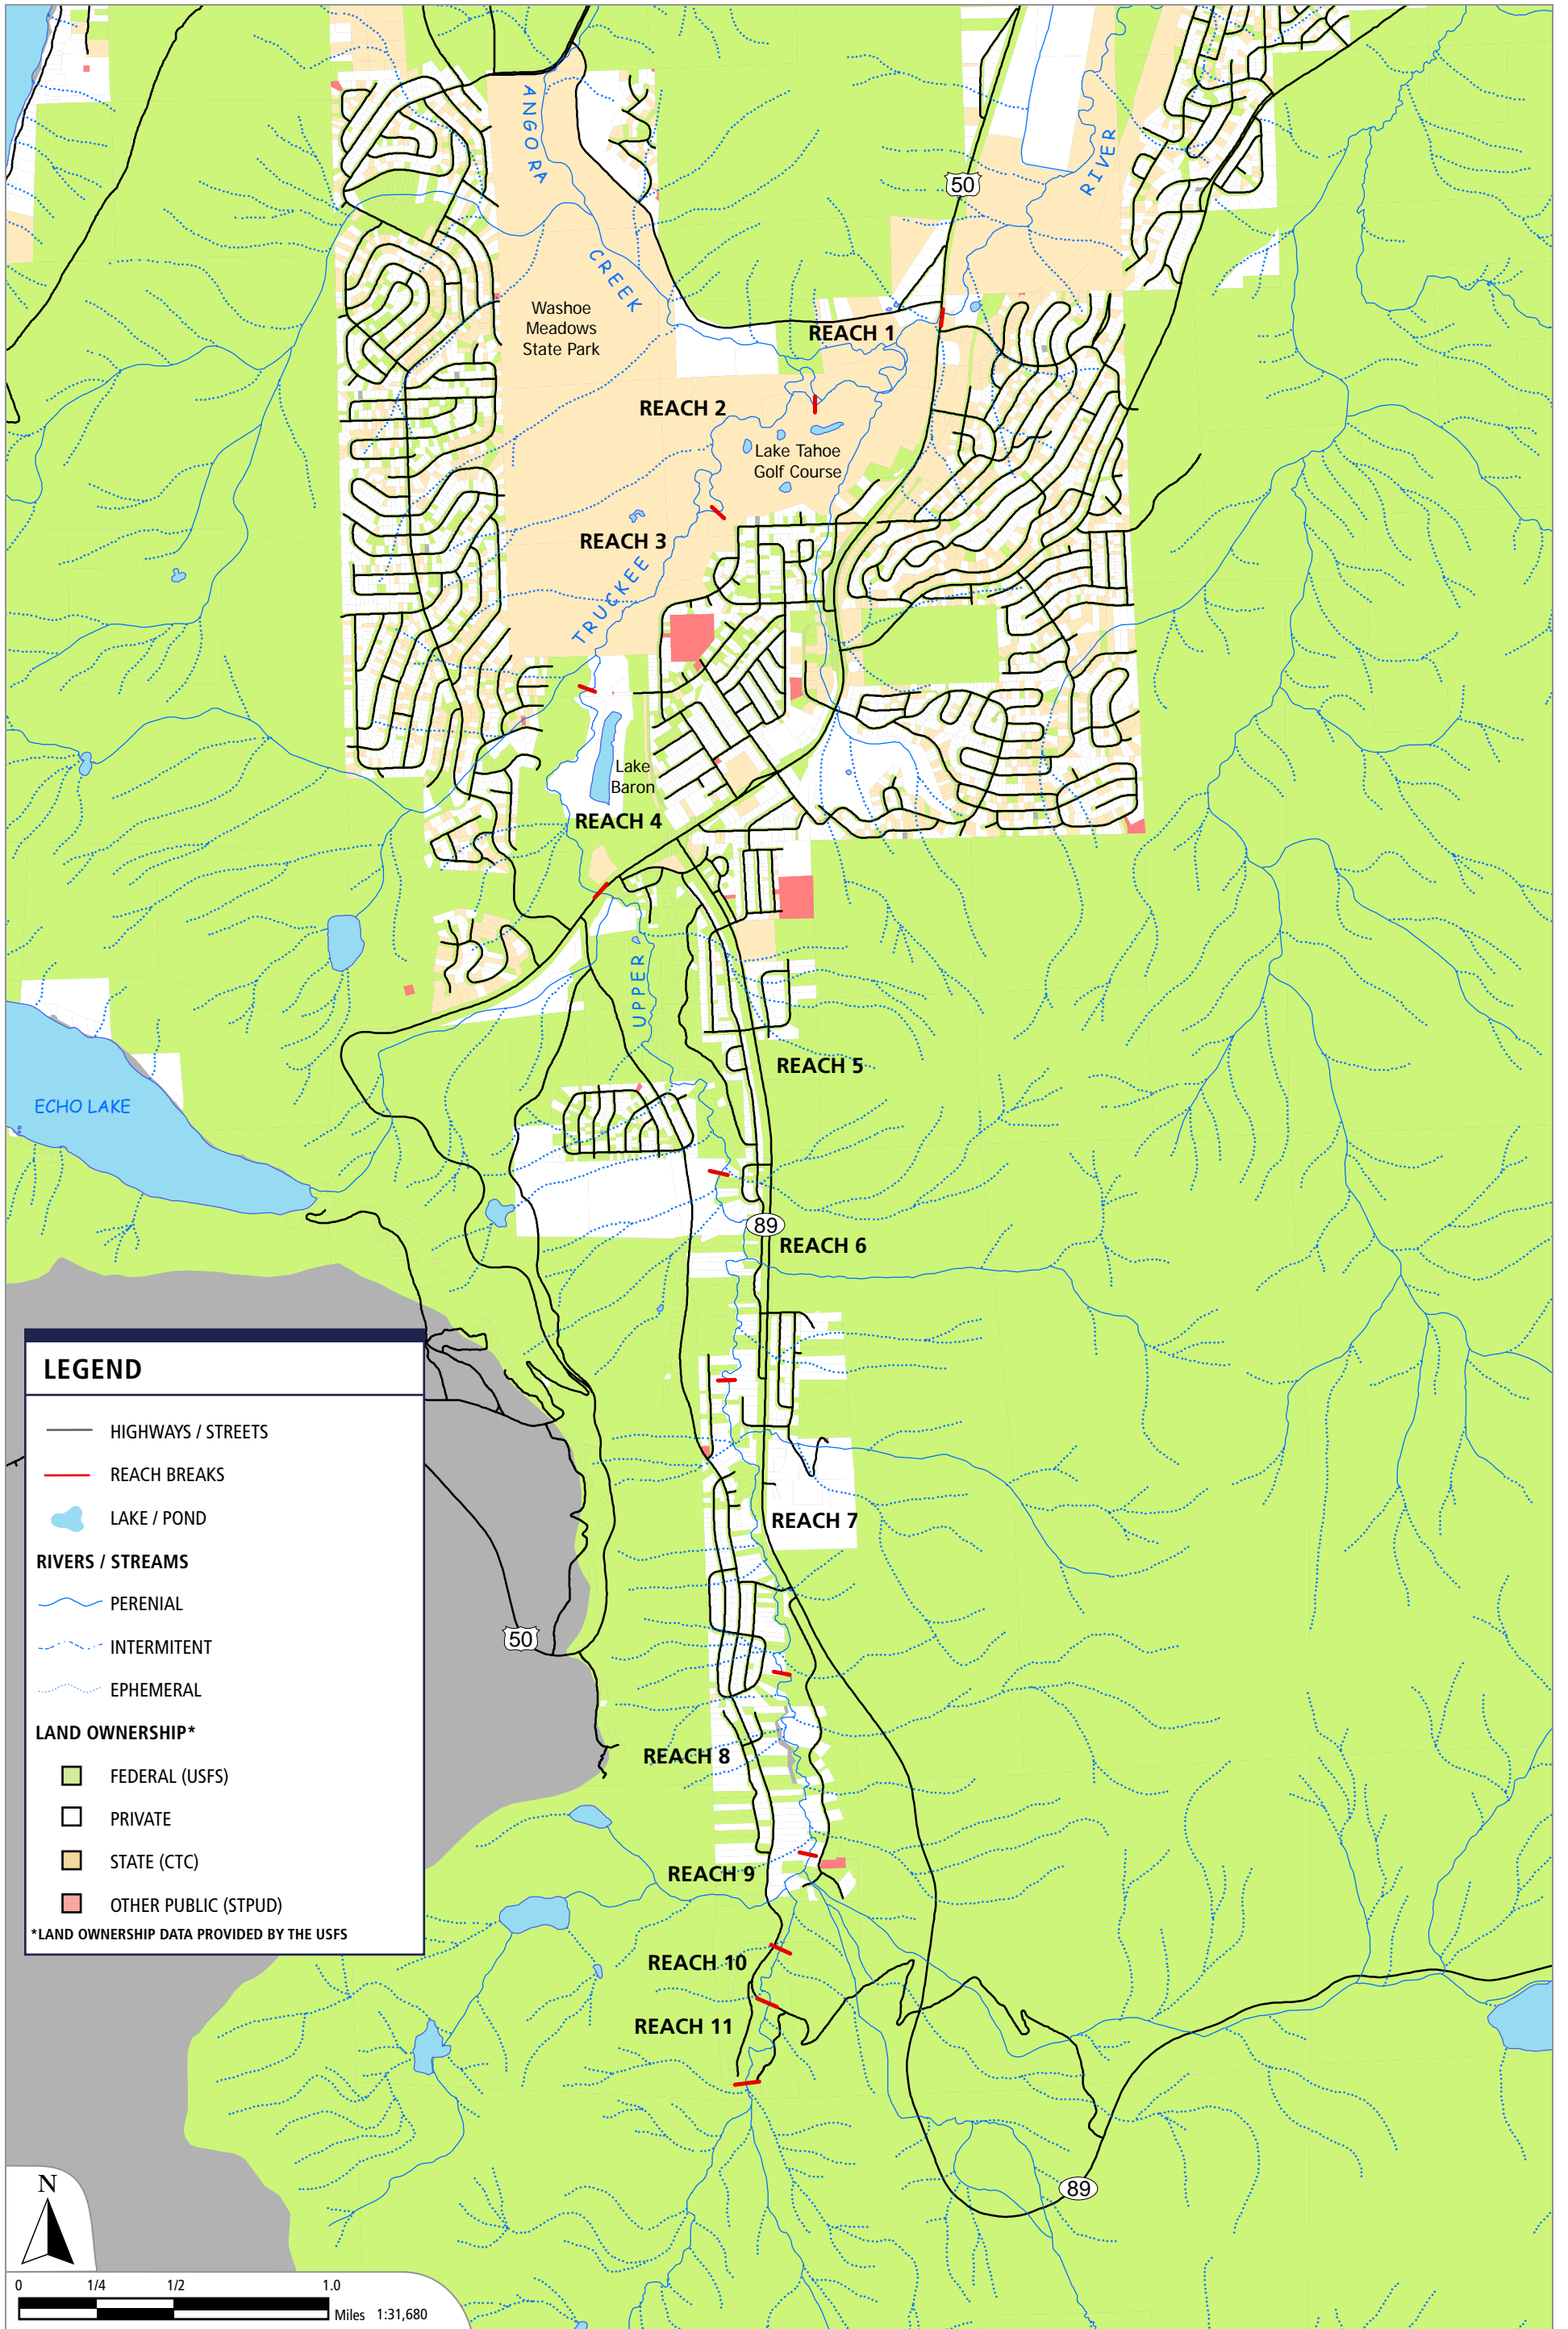 ANGORA
CREEK
RIVER
50
Washoe
Meadows
State Park
REACH 1
REACH 2
Lake Tahoe
Golf Course
REACH 3
TRUCKEE
Lake
Baron
REACH 4
UPPER
REACH 5
ECHO LAKE
89
REACH 6
LEGEND
HIGHWAYS / STREETS
REACH BREAKS
LAKE / POND
RIVERS / STREAMS
PERENIAL
INTERMITENT
EPHEMERAL
LAND OWNERSHIP*
FEDERAL (USFS)
PRIVATE
STATE (CTC)
OTHER PUBLIC (STPUD)
*LAND OWNERSHIP DATA PROVIDED BY THE USFS
REACH 7
50
REACH 8
REACH 9
REACH 10
REACH 11
89
N
0 1/4 1/2 1.0
Miles 1:31,680